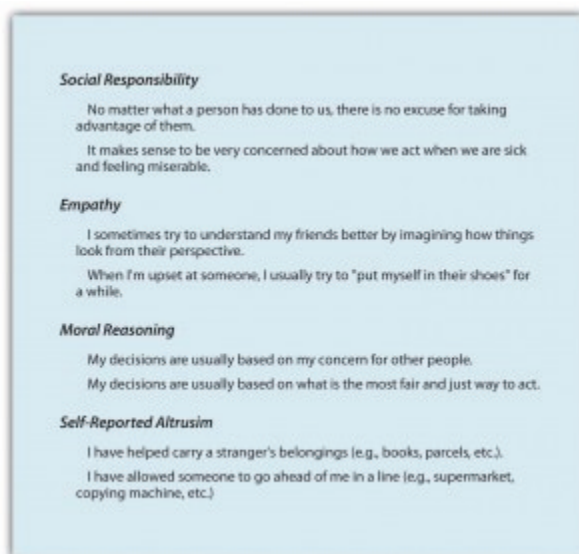 Social Responsibility
No matter what a person has done to us, there is no excuse for taking
advantage of them.
It makes sense to be very concerned about how we act when we are sick
and feeling miserable.
Empathy
I sometimes try to understand my friends better by imagining how things
look from their perspective.
When I'm upset at someone, I usually try to "put myself in their shoes" for
a while.
Moral Reasoning
My decisions are usually based on my concern for other people.
My decisions are usually based on what is the most fair and just way to act.
Self-Reported Altrusim
I have helped carry a stranger's belongings (e.g., books, parcels, etc.).
I have allowed someone to go ahead of me in a line (e.g., supermarket,
copying machine, etc.)